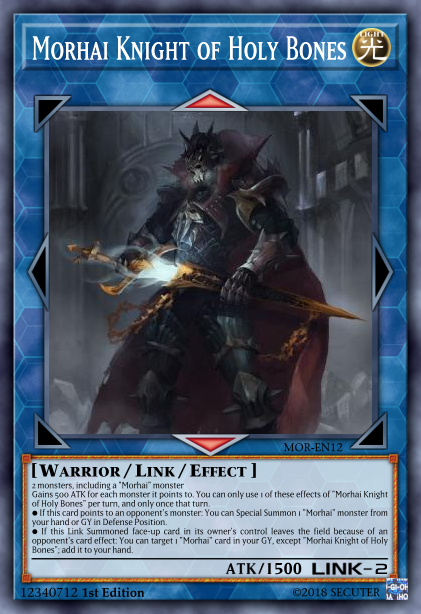 MORHAI KNIGHT OF HOLY BONES
LIGHT
光
MOR-EN12
[WARRIOR / LINK / EFFECT]
2 monsters, including a "Morhai" monster
Gains 500 ATK for each monster it points to. You can only use 1 of these effects of "Morhai Knight
of Holy Bones" per turn, and only once that turn.
● If this card points to an opponent's monster: You can Special Summon 1 "Morhai" monster from
your hand or GY in Defense Position.
● If this Link Summoned face-up card in its owner's control leaves the field because of an
opponent's card effect: You can target 1 "Morhai" card in your GY, except "Morhai Knight of Holy
Bones"; add it to your hand.
ATK/1500 LINK-2
12340712 1st Edition ©2018 SECUTER